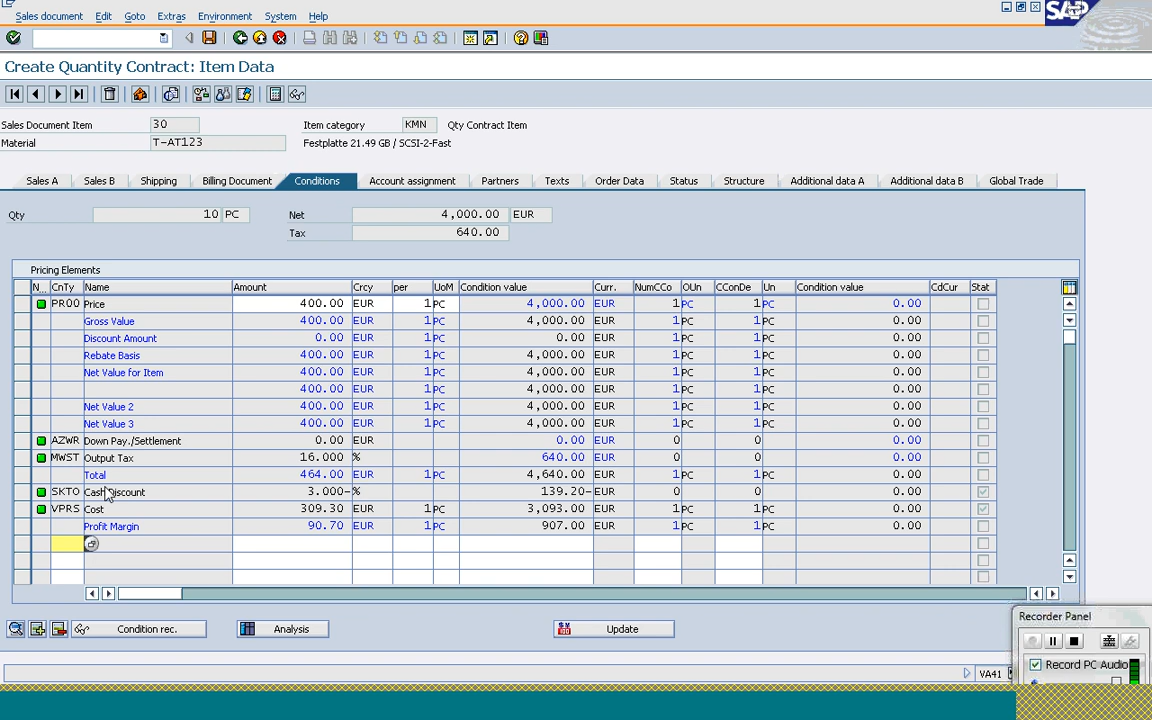 Sales document Edit Goto Extras Environment System Help
SAP
Create Quantity Contract: Item Data
Sales Document Item 30 Item category KMN Qty Contract Item
Material T-AT123 Festplatte 21.49 GB / SCSI-2-Fast
Sales A Sales B Shipping Billing Document Conditions Account assignment Partners Texts Order Data Status Structure Additional data A Additional data B Global Trade
Qty 10 PC Net 4,000.00 EUR
Tax 640.00
Pricing Elements
N... CnTy Name Amount Crcy per UoM Condition value Curr. NumCCo OUn CConDe Un Condition value CdCur Stat
PR00 Price 400.00 EUR 1 PC 4,000.00 EUR 1 PC 1 PC 0.00
Gross Value 400.00 EUR 1 PC 4,000.00 EUR 1 PC 1 PC 0.00
Discount Amount 0.00 EUR 1 PC 0.00 EUR 1 PC 1 PC 0.00
Rebate Basis 400.00 EUR 1 PC 4,000.00 EUR 1 PC 1 PC 0.00
Net Value for Item 400.00 EUR 1 PC 4,000.00 EUR 1 PC 1 PC 0.00
400.00 EUR 1 PC 4,000.00 EUR 1 PC 1 PC 0.00
Net Value 2 400.00 EUR 1 PC 4,000.00 EUR 1 PC 1 PC 0.00
Net Value 3 400.00 EUR 1 PC 4,000.00 EUR 1 PC 1 PC 0.00
AZWR Down Pay./Settlement 0.00 EUR 0.00 EUR 0 0 0.00
MWST Output Tax 16.000 % 640.00 EUR 0 0 0.00
Total 464.00 EUR 1 PC 4,640.00 EUR 1 PC 1 PC 0.00
SKTO Cash Discount 3.000- % 139.20- EUR 0 0 0.00
VPRS Cost 309.30 EUR 1 PC 3,093.00 EUR 1 PC 1 PC 0.00
Profit Margin 90.70 EUR 1 PC 907.00 EUR 1 PC 1 PC 0.00
Condition rec. Analysis Update
Recorder Panel
Record PC Audio
VA41